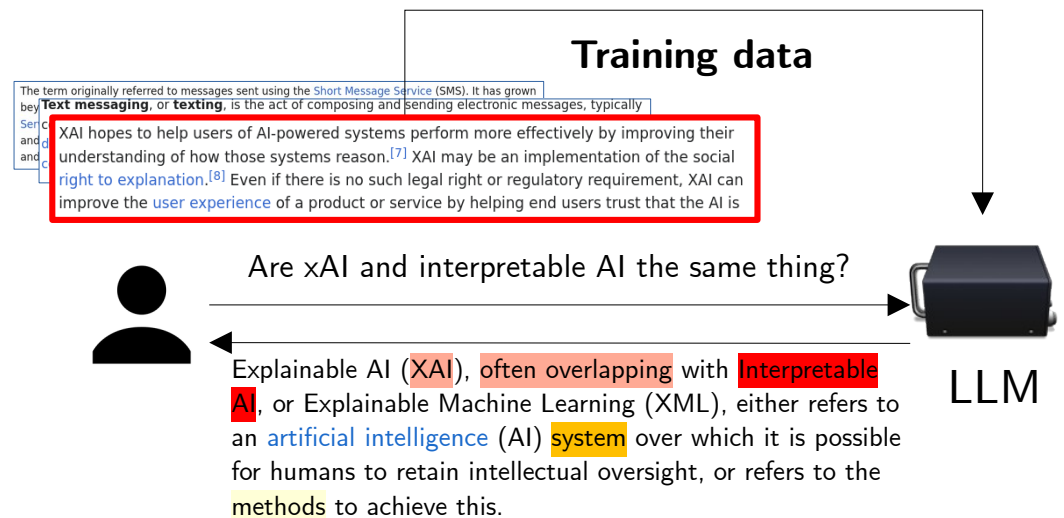 Training data
The term originally referred to messages sent using the Short Message Service (SMS). It has grown
bey
Text messaging, or texting, is the act of composing and sending electronic messages, typically
Ser
and
and
XAI hopes to help users of AI-powered systems perform more effectively by improving their
understanding of how those systems reason.[7] XAI may be an implementation of the social
right to explanation.[8] Even if there is no such legal right or regulatory requirement, XAI can
improve the user experience of a product or service by helping end users trust that the AI is
Are xAI and interpretable AI the same thing?
Explainable AI (XAI), often overlapping with Interpretable
AI, or Explainable Machine Learning (XML), either refers to
an artificial intelligence (AI) system over which it is possible
for humans to retain intellectual oversight, or refers to the
methods to achieve this.
LLM